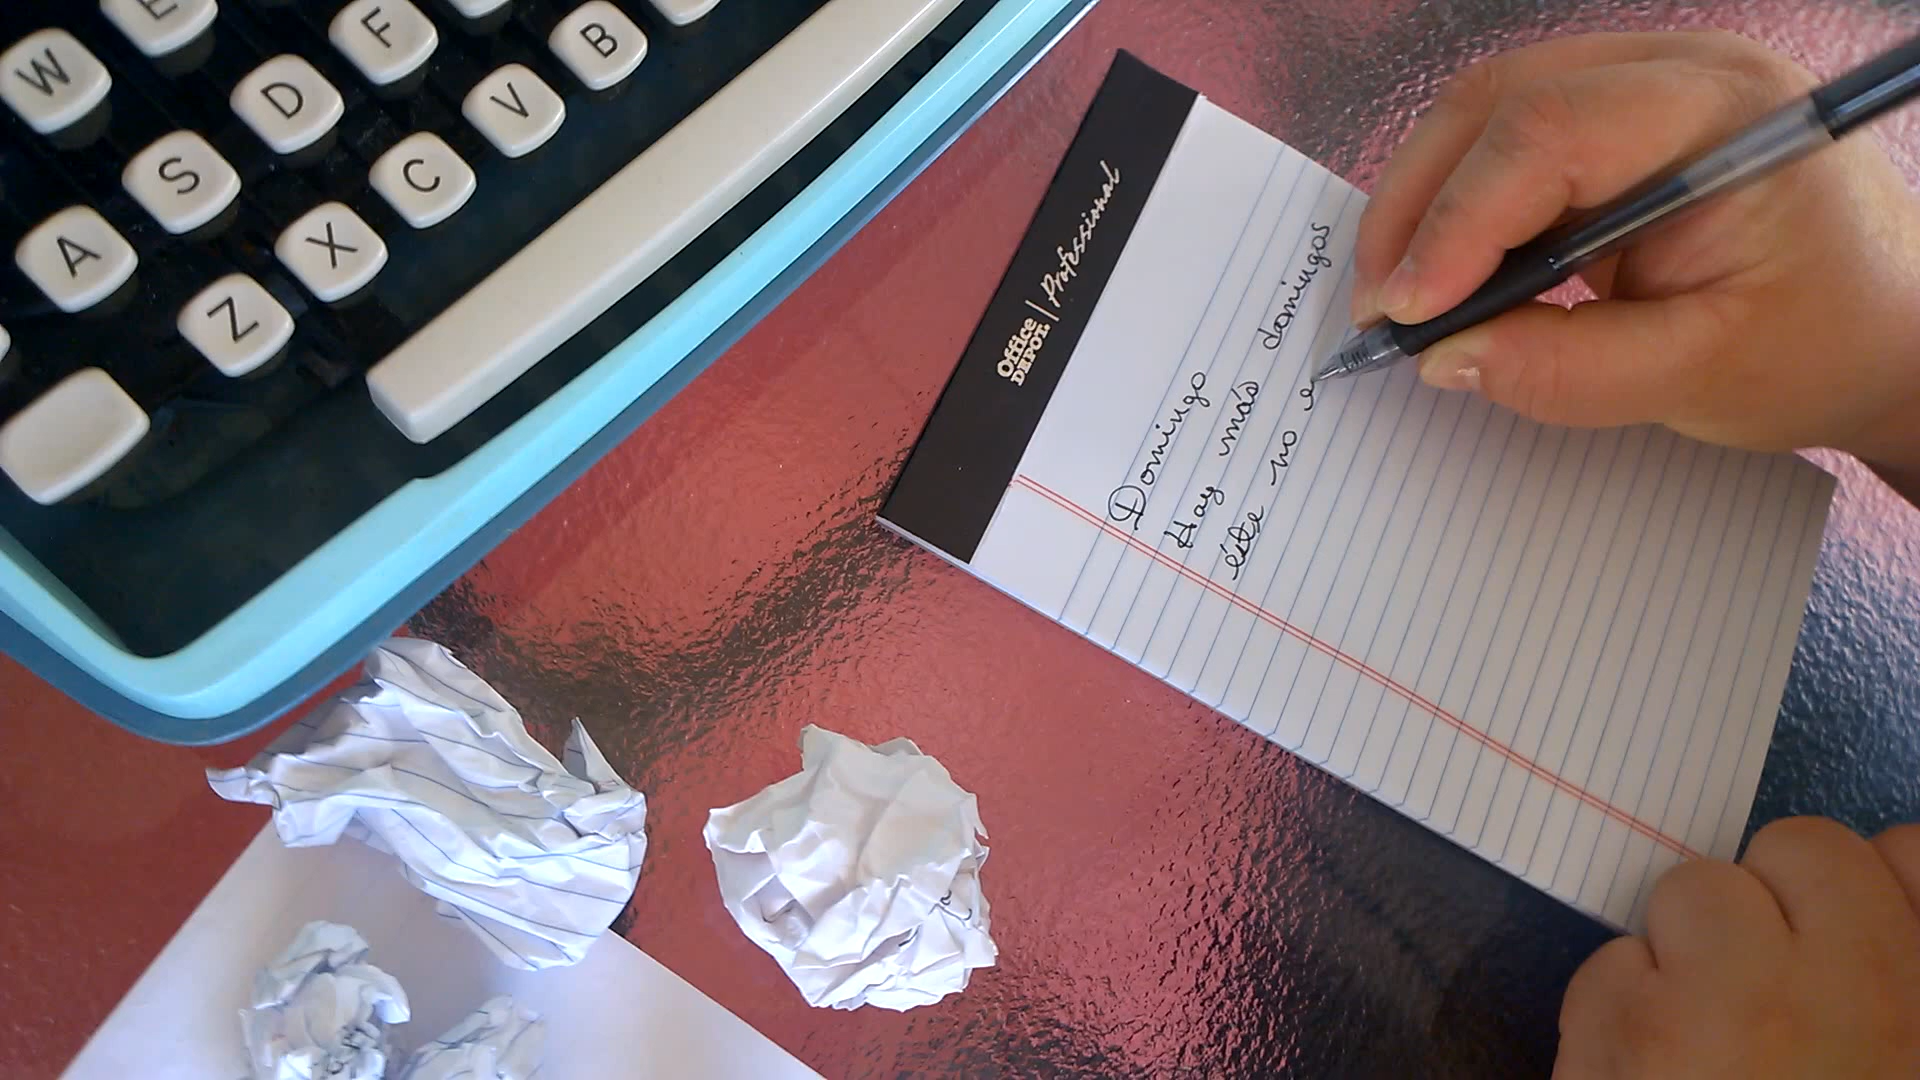 W E
D F
A S
Z X C V B
Office
DEPOT
Professional
Domingo
Hay más domingos
éste no e